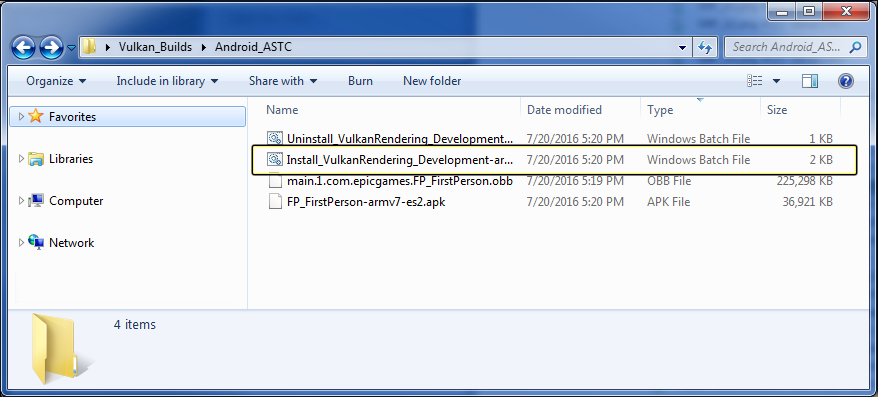 Vulkan_Builds Android_ASTC Search Android_AS...
Organize Include in library Share with Burn New folder
Favorites
Libraries
Computer
Network
Name Date modified Type Size
Uninstall_VulkanRendering_Development... 7/20/2016 5:20 PM Windows Batch File 1 KB
Install_VulkanRendering_Development-ar... 7/20/2016 5:20 PM Windows Batch File 2 KB
main.1.com.epicgames.FP_FirstPerson.obb 7/20/2016 5:19 PM OBB File 225,298 KB
FP_FirstPerson-armv7-es2.apk 7/20/2016 5:20 PM APK File 36,921 KB
4 items